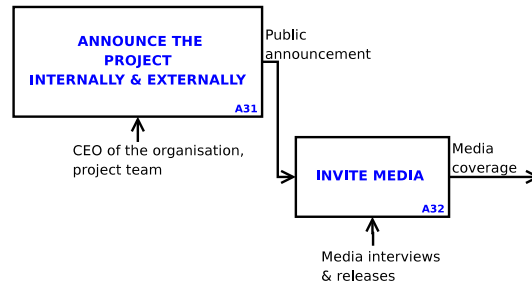 ANNOUNCE THE
PROJECT
INTERNALLY & EXTERNALLY
A31
Public
announcement
CEO of the organisation,
project team
INVITE MEDIA
A32
Media
coverage
Media interviews
& releases